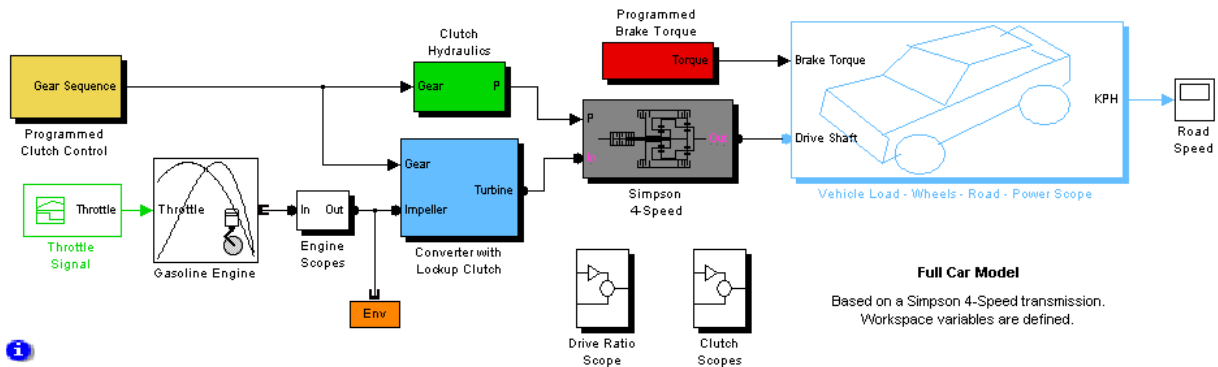 Programmed
Brake Torque
Clutch
Hydraulics
Torque
Brake Torque
Gear Sequence
Gear
P
KPH
Programmed
Clutch Control
P
In
Out
Drive Shaft
Road
Speed
Gear
Turbine
Impeller
Simpson
4-Speed
Vehicle Load - Wheels - Road - Power Scope
Throttle
Throttle
In
Out
Throttle
Signal
Gasoline Engine
Engine
Scopes
Converter with
Lookup Clutch
Env
Full Car Model
Based on a Simpson 4-Speed transmission.
Workspace variables are defined.
Drive Ratio
Scope
Clutch
Scopes
i